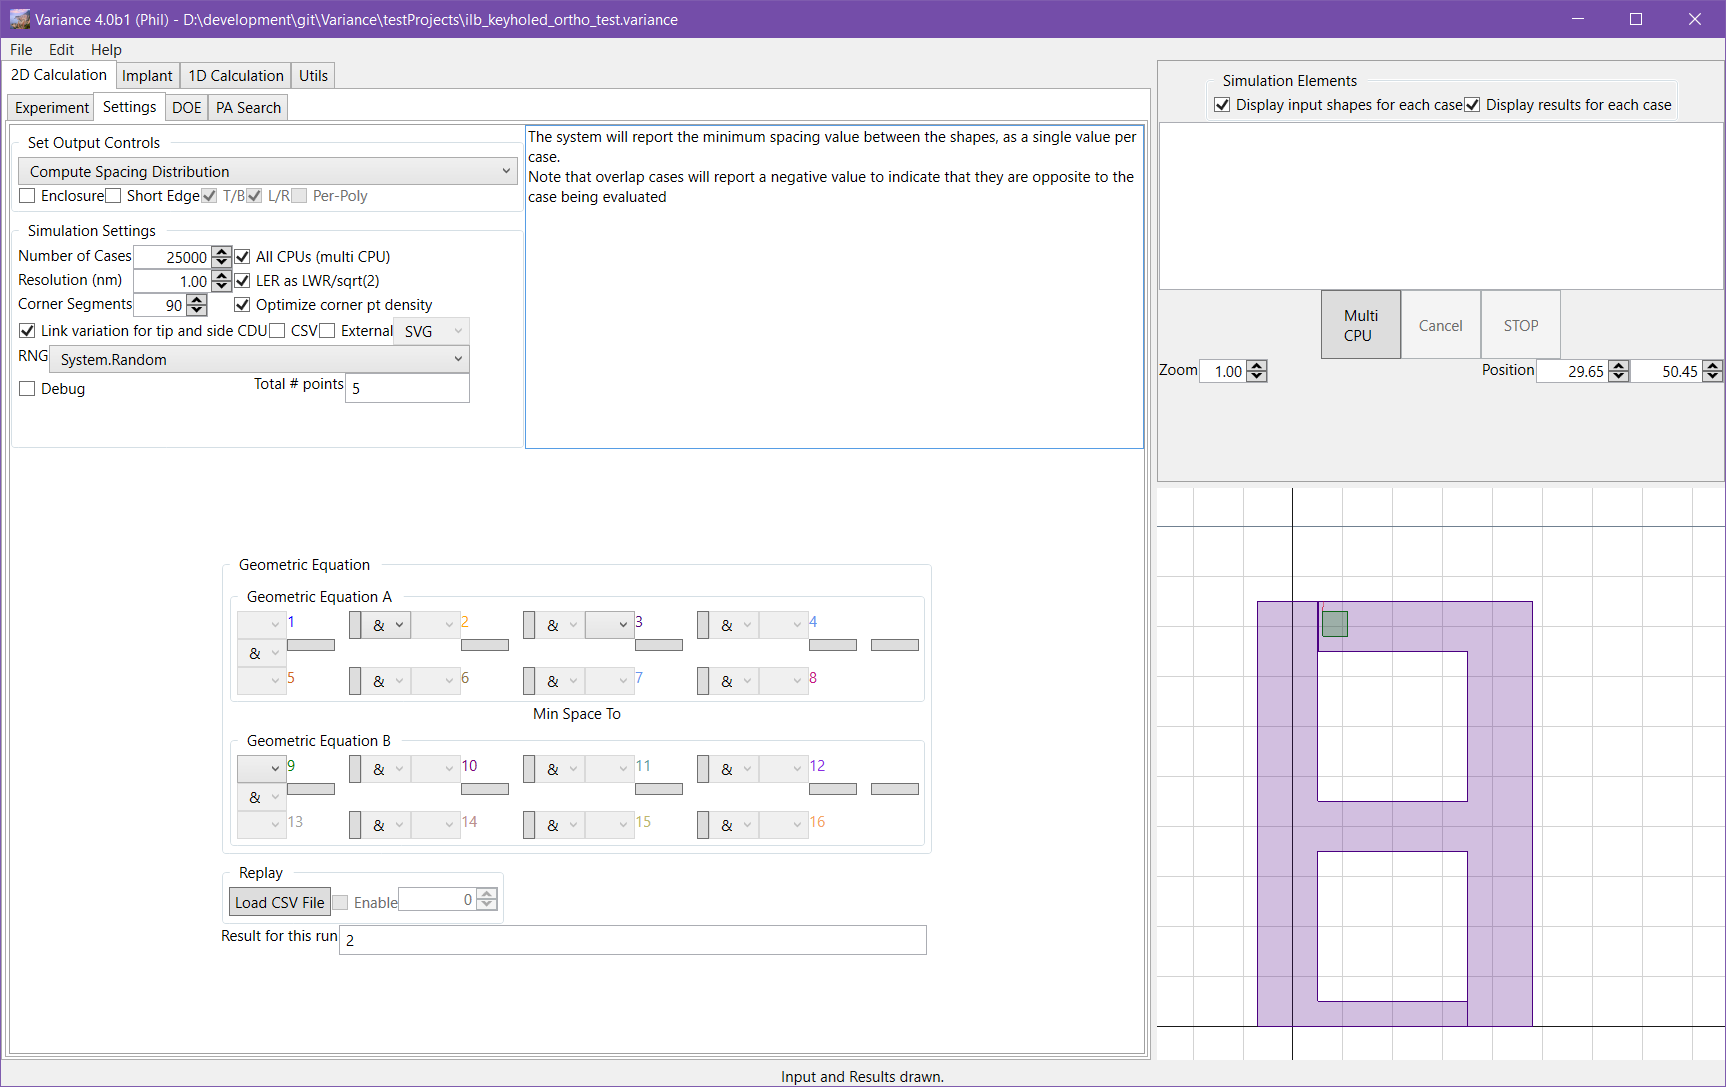 Variance 4.0b1 (Phil) - D:\development\git\Variance\testProjects\ilb_keyholed_ortho_test.variance
File Edit Help
2D Calculation Implant 1D Calculation Utils
Experiment Settings DOE PA Search
Set Output Controls
Compute Spacing Distribution
Enclosure Short Edge T/B L/R Per-Poly
Simulation Settings
Number of Cases 25000 All CPUs (multi CPU)
Resolution (nm) 1.00 LER as LWR/sqrt(2)
Corner Segments 90 Optimize corner pt density
Link variation for tip and side CDU CSV External SVG
RNG System.Random
Debug Total # points 5
The system will report the minimum spacing value between the shapes, as a single value per
case.
Note that overlap cases will report a negative value to indicate that they are opposite to the
case being evaluated
Geometric Equation
Geometric Equation A
1 & 2 & 3 & 4
&
5 & 6 & 7 & 8
Min Space To
Geometric Equation B
9 & 10 & 11 & 12
&
13 & 14 & 15 & 16
Replay
Load CSV File Enable 0
Result for this run 2
Simulation Elements
Display input shapes for each case Display results for each case
Multi
CPU
Cancel STOP
Zoom 1.00 Position 29.65 50.45
Input and Results drawn.